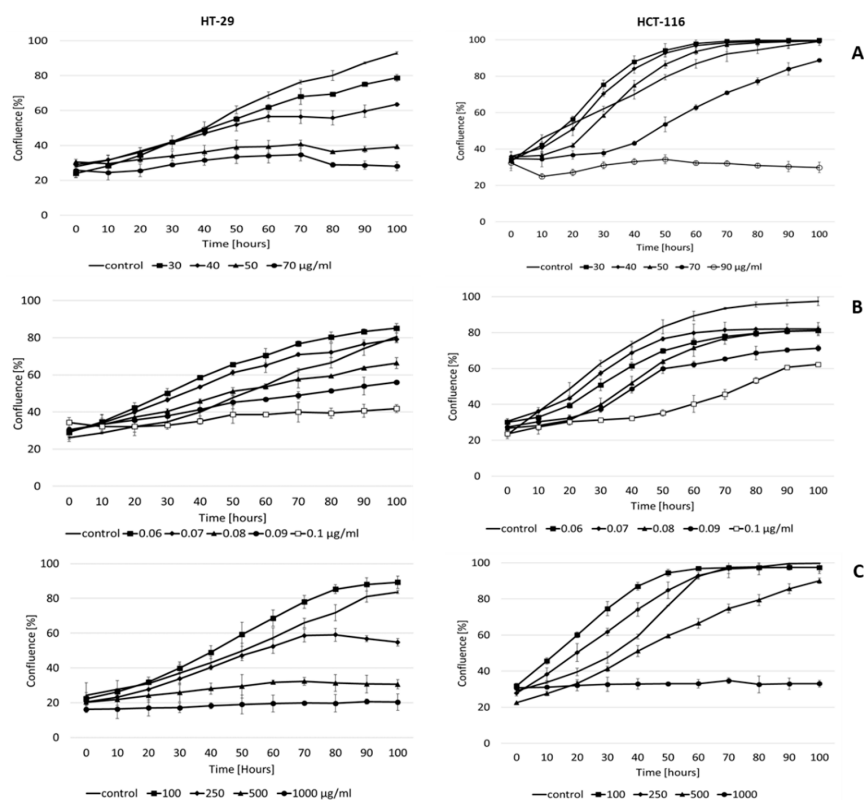 HT-29
HCT-116
A
Confluence [%]
100
80
60
40
20
0
0 10 20 30 40 50 60 70 80 90 100
Time [hours]
control 30 40 50 70 µg/ml
Confluence [%]
100
80
60
40
20
0
0 10 20 30 40 50 60 70 80 90 100
Time [hours]
control 30 40 50 70 90 µg/ml
B
Confluence [%]
100
80
60
40
20
0
0 10 20 30 40 50 60 70 80 90 100
Time [hours]
control 0.06 0.07 0.08 0.09 0.1 µg/ml
Confluence [%]
100
80
60
40
20
0
0 10 20 30 40 50 60 70 80 90 100
Time [hours]
control 0.06 0.07 0.08 0.09 0.1 µg/ml
C
Confluence [%]
100
80
60
40
20
0
0 10 20 30 40 50 60 70 80 90 100
Time [Hours]
control 100 250 500 1000 µg/ml
Confluence [%]
100
80
60
40
20
0
0 10 20 30 40 50 60 70 80 90 100
Time [hours]
control 100 250 500 1000